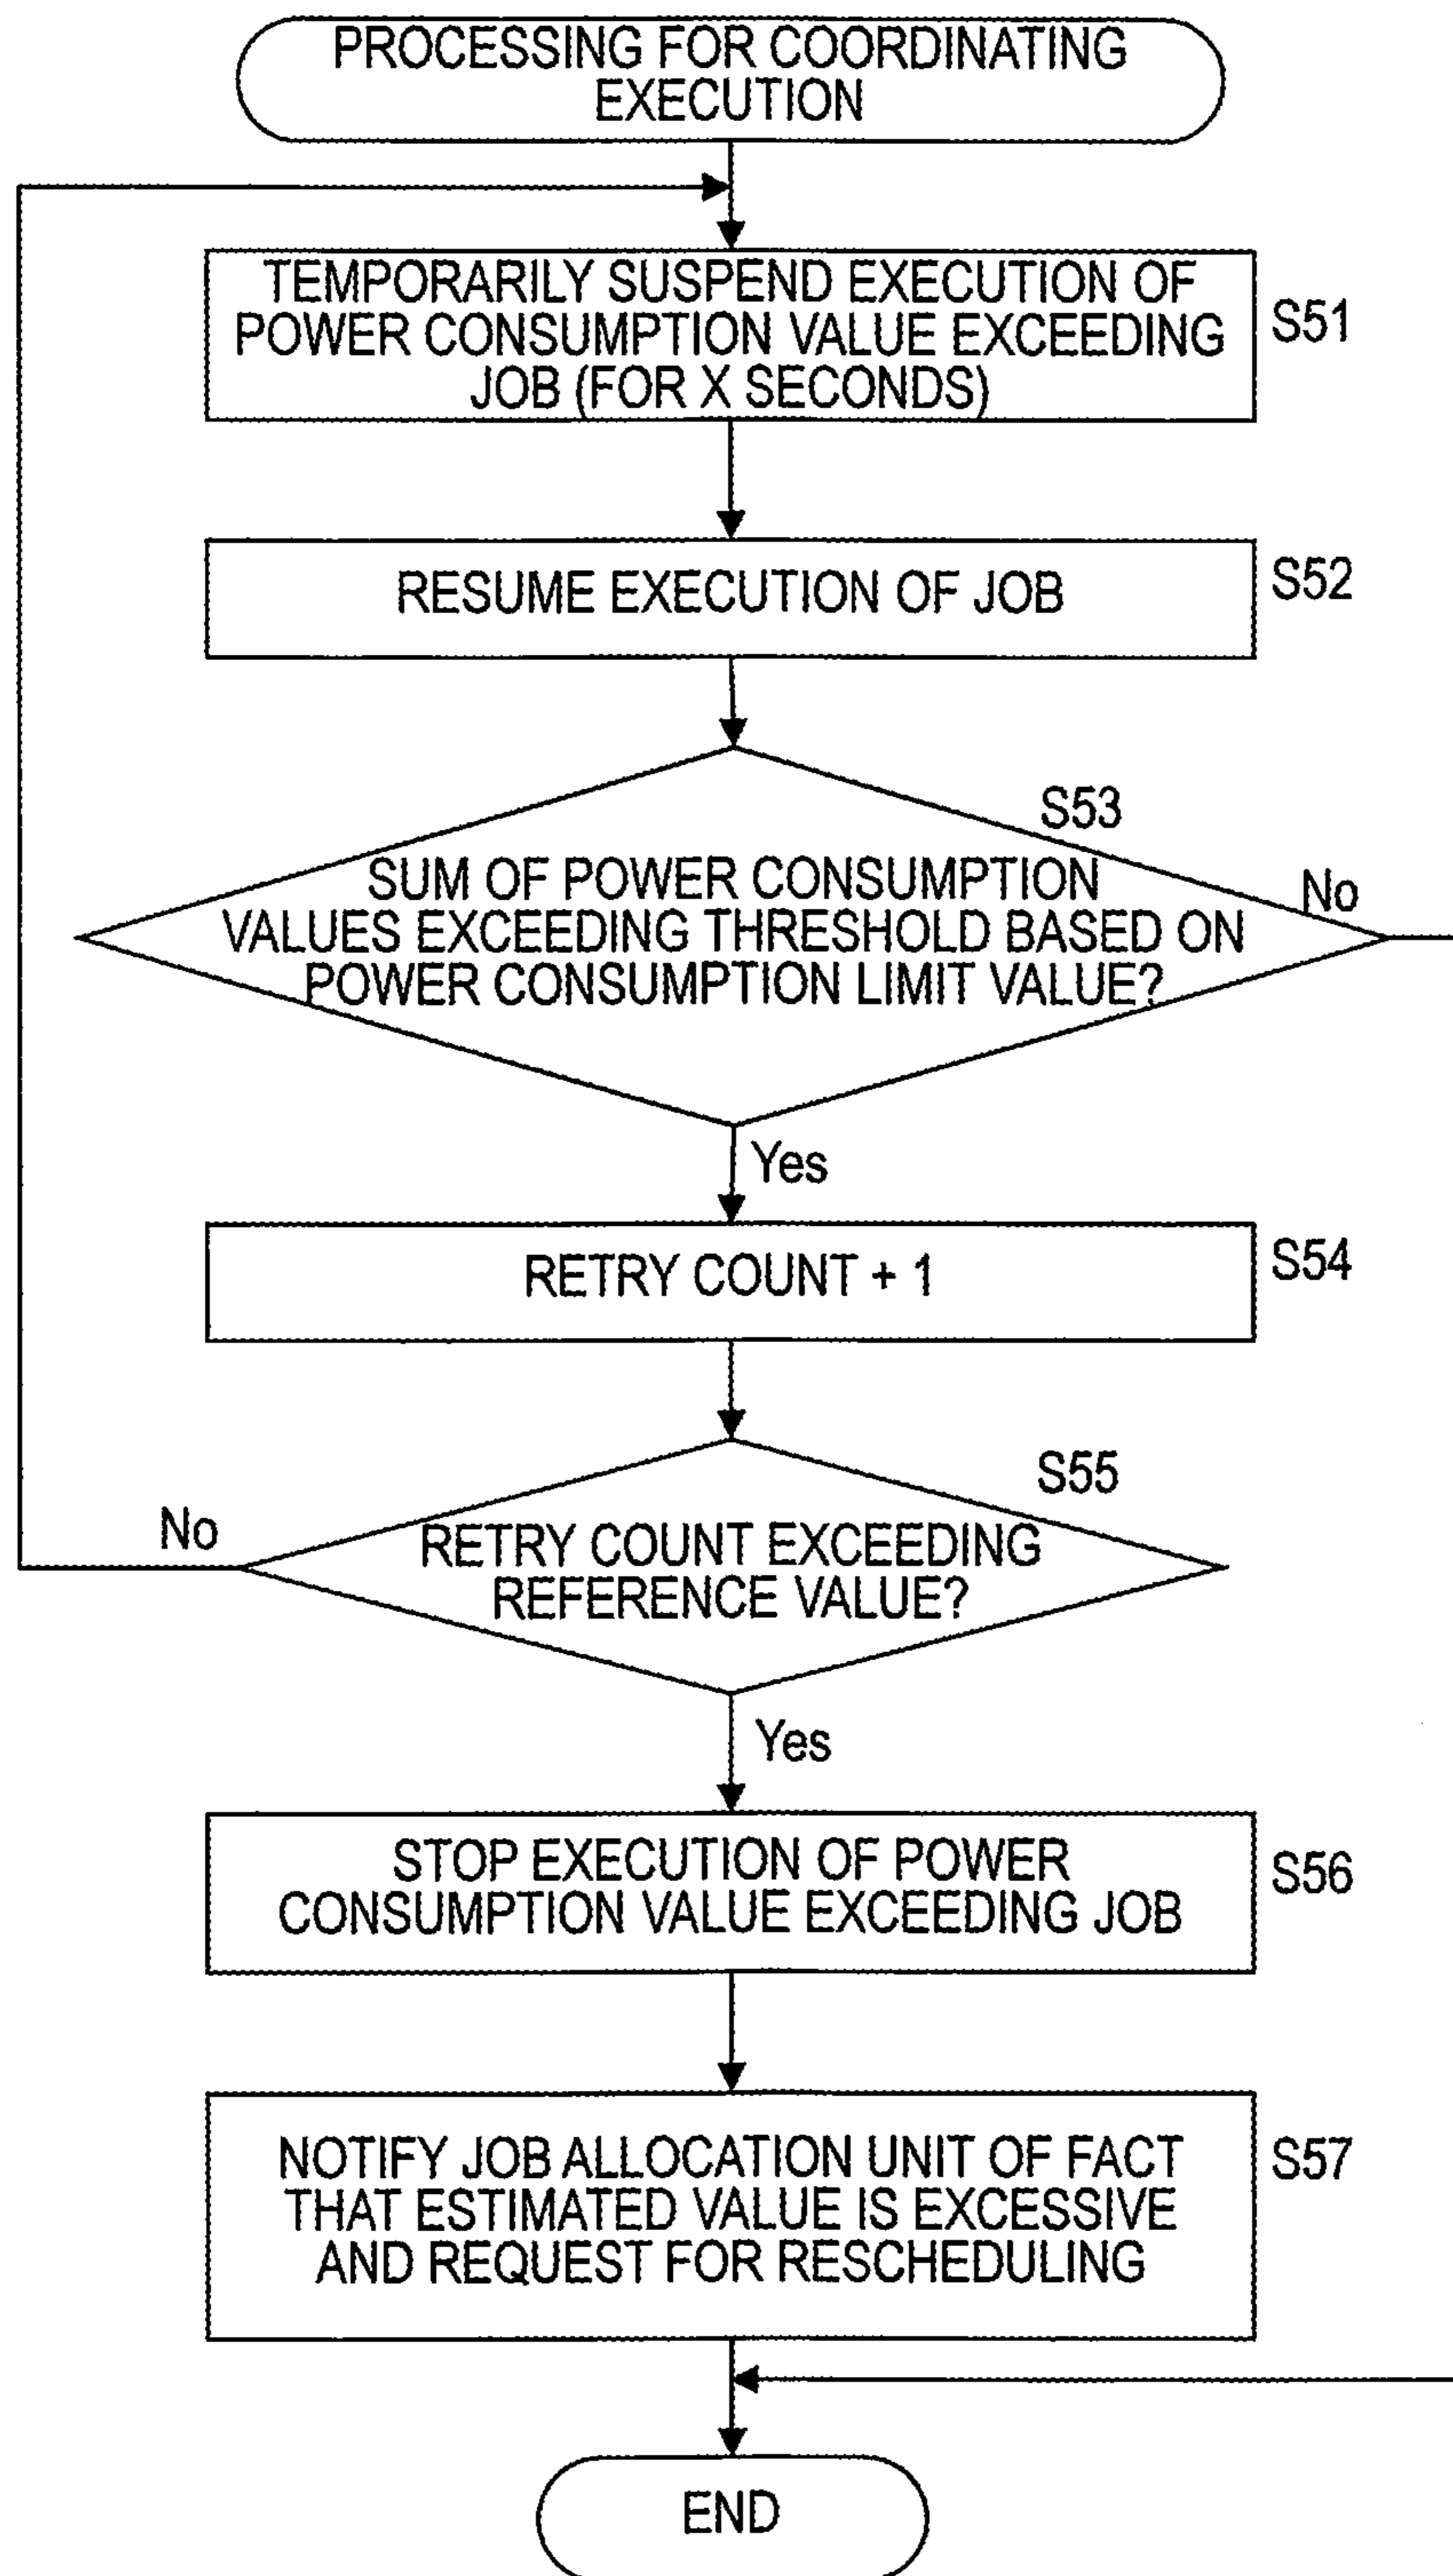 PROCESSING FOR COORDINATING
EXECUTION
TEMPORARILY SUSPEND EXECUTION OF
POWER CONSUMPTION VALUE EXCEEDING
JOB (FOR X SECONDS)
S51
RESUME EXECUTION OF JOB
S52
S53
SUM OF POWER CONSUMPTION
VALUES EXCEEDING THRESHOLD BASED ON
POWER CONSUMPTION LIMIT VALUE?
No
Yes
RETRY COUNT + 1
S54
S55
No
RETRY COUNT EXCEEDING
REFERENCE VALUE?
Yes
STOP EXECUTION OF POWER
CONSUMPTION VALUE EXCEEDING JOB
S56
NOTIFY JOB ALLOCATION UNIT OF FACT
THAT ESTIMATED VALUE IS EXCESSIVE
AND REQUEST FOR RESCHEDULING
S57
END